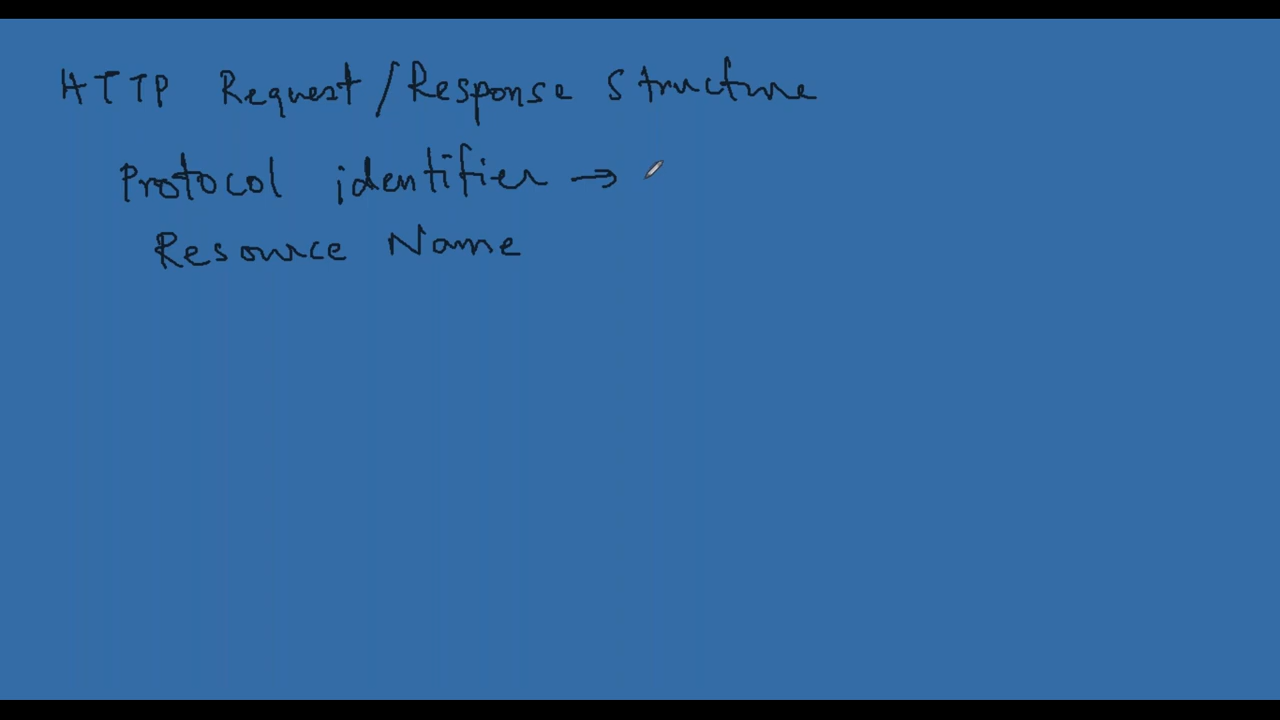 HTTP Request/Response Structure
Protocol identifier →
Resource Name